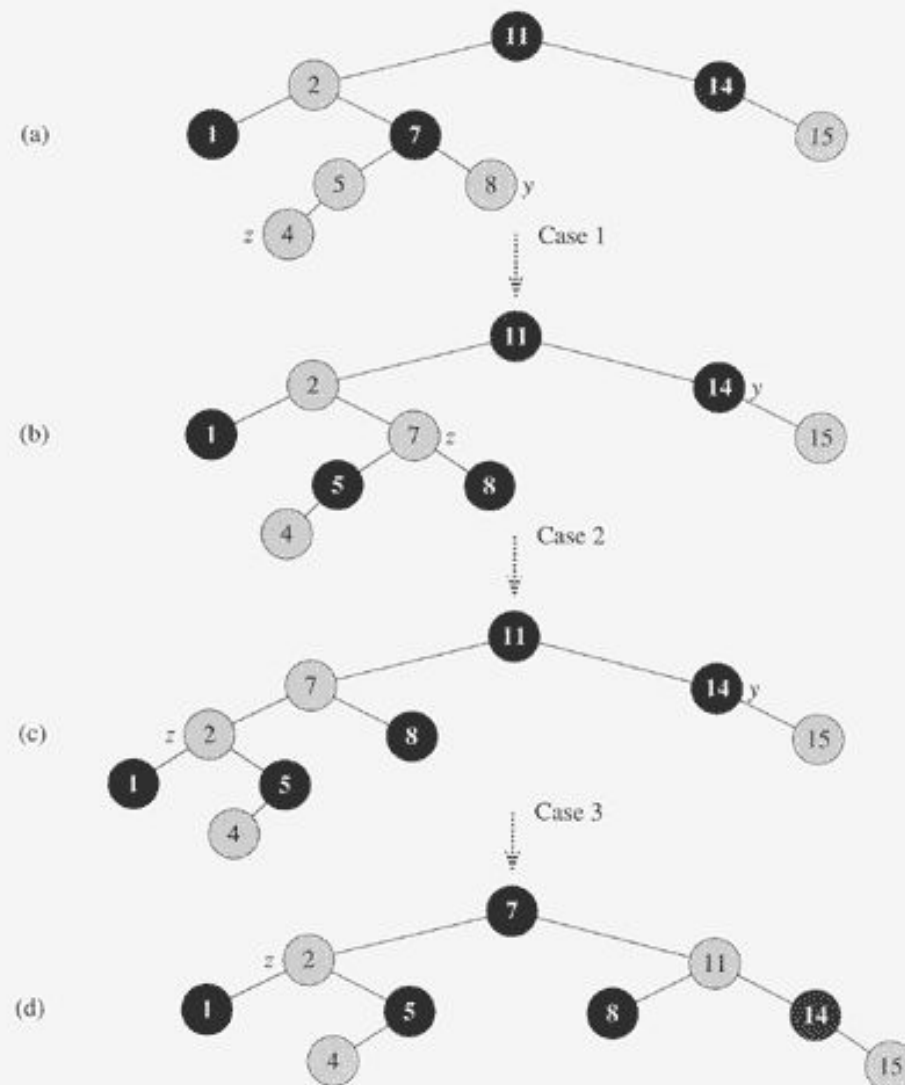 11
2 14
(a) 1 7 15
5 8 y
z 4 Case 1
11
2 14 y
(b) 1 7 z 15
5 8
4 Case 2
11
7 14 y
(c) z 2 8 15
1 5
4 Case 3
7
z 2 11
(d) 1 5 8 14
4 15